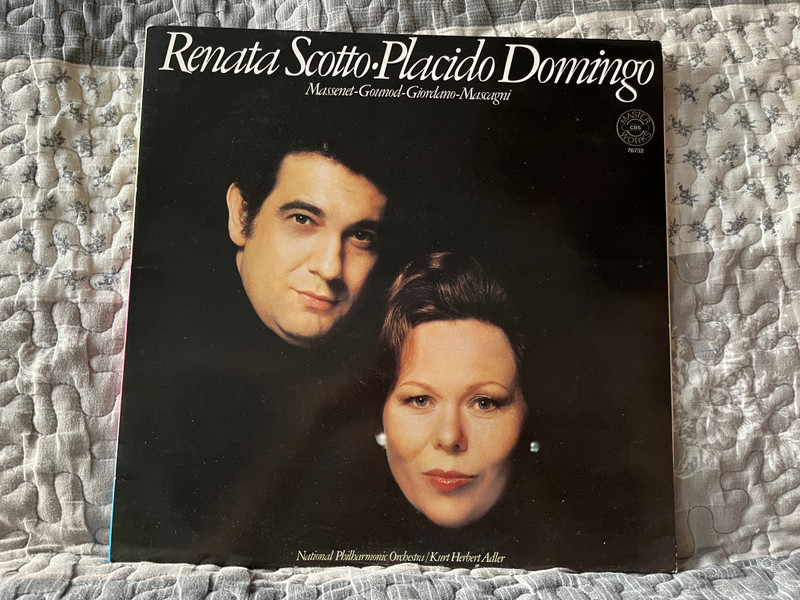 Renata Scotto·Placido Domingo
Massenet-Gounod-Giordano-Mascagni
MASTER
CBS
WORKS
76732
National Philharmonic Orchestra/Kurt Herbert Adler